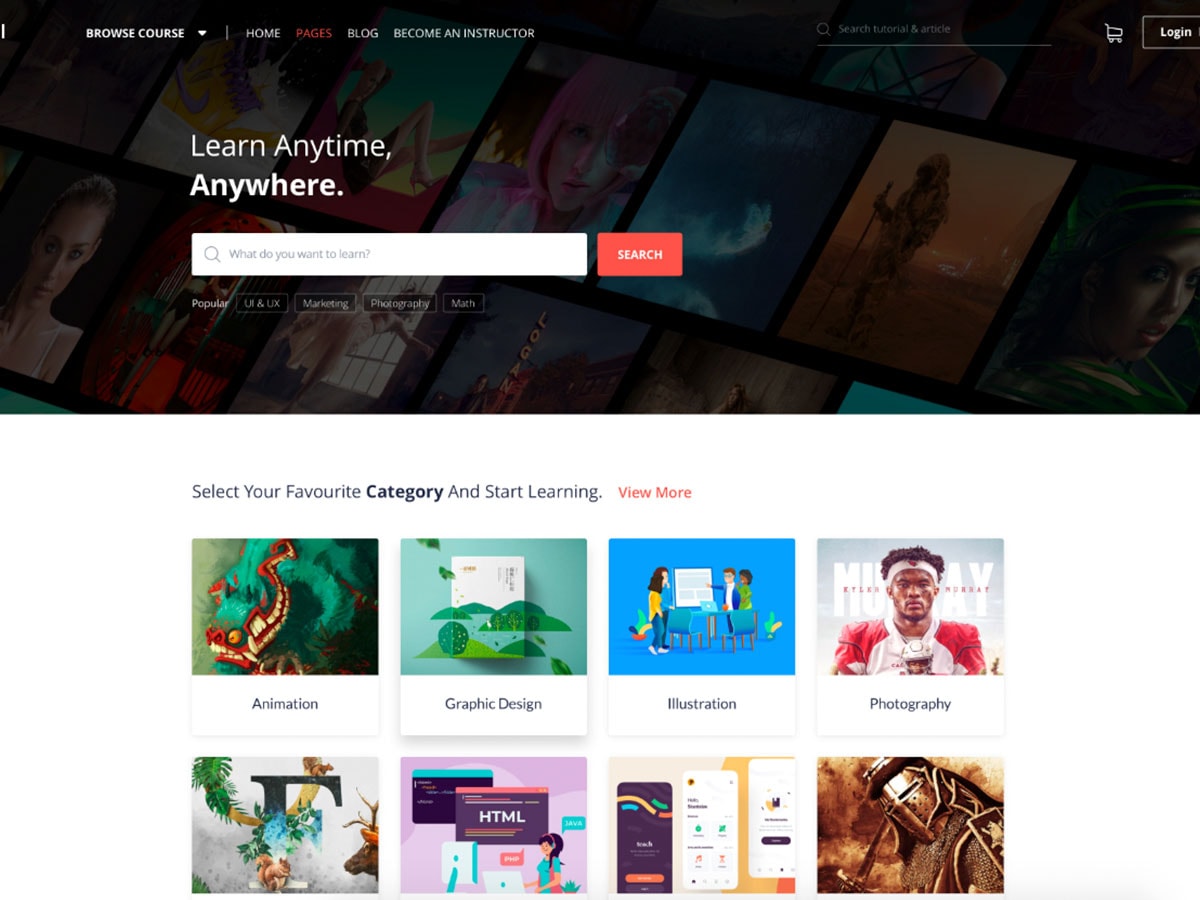 BROWSE COURSE HOME PAGES BLOG BECOME AN INSTRUCTOR Search tutorial & article Login
Learn Anytime,
Anywhere.
What do you want to learn? SEARCH
Popular UI & UX Marketing Photography Math
LOGA
Select Your Favourite Category And Start Learning. View More
MURRAY
KYLER MURRAY
Animation Graphic Design Illustration Photography
F
HTML
JAVA
PHP
Hello,
teach